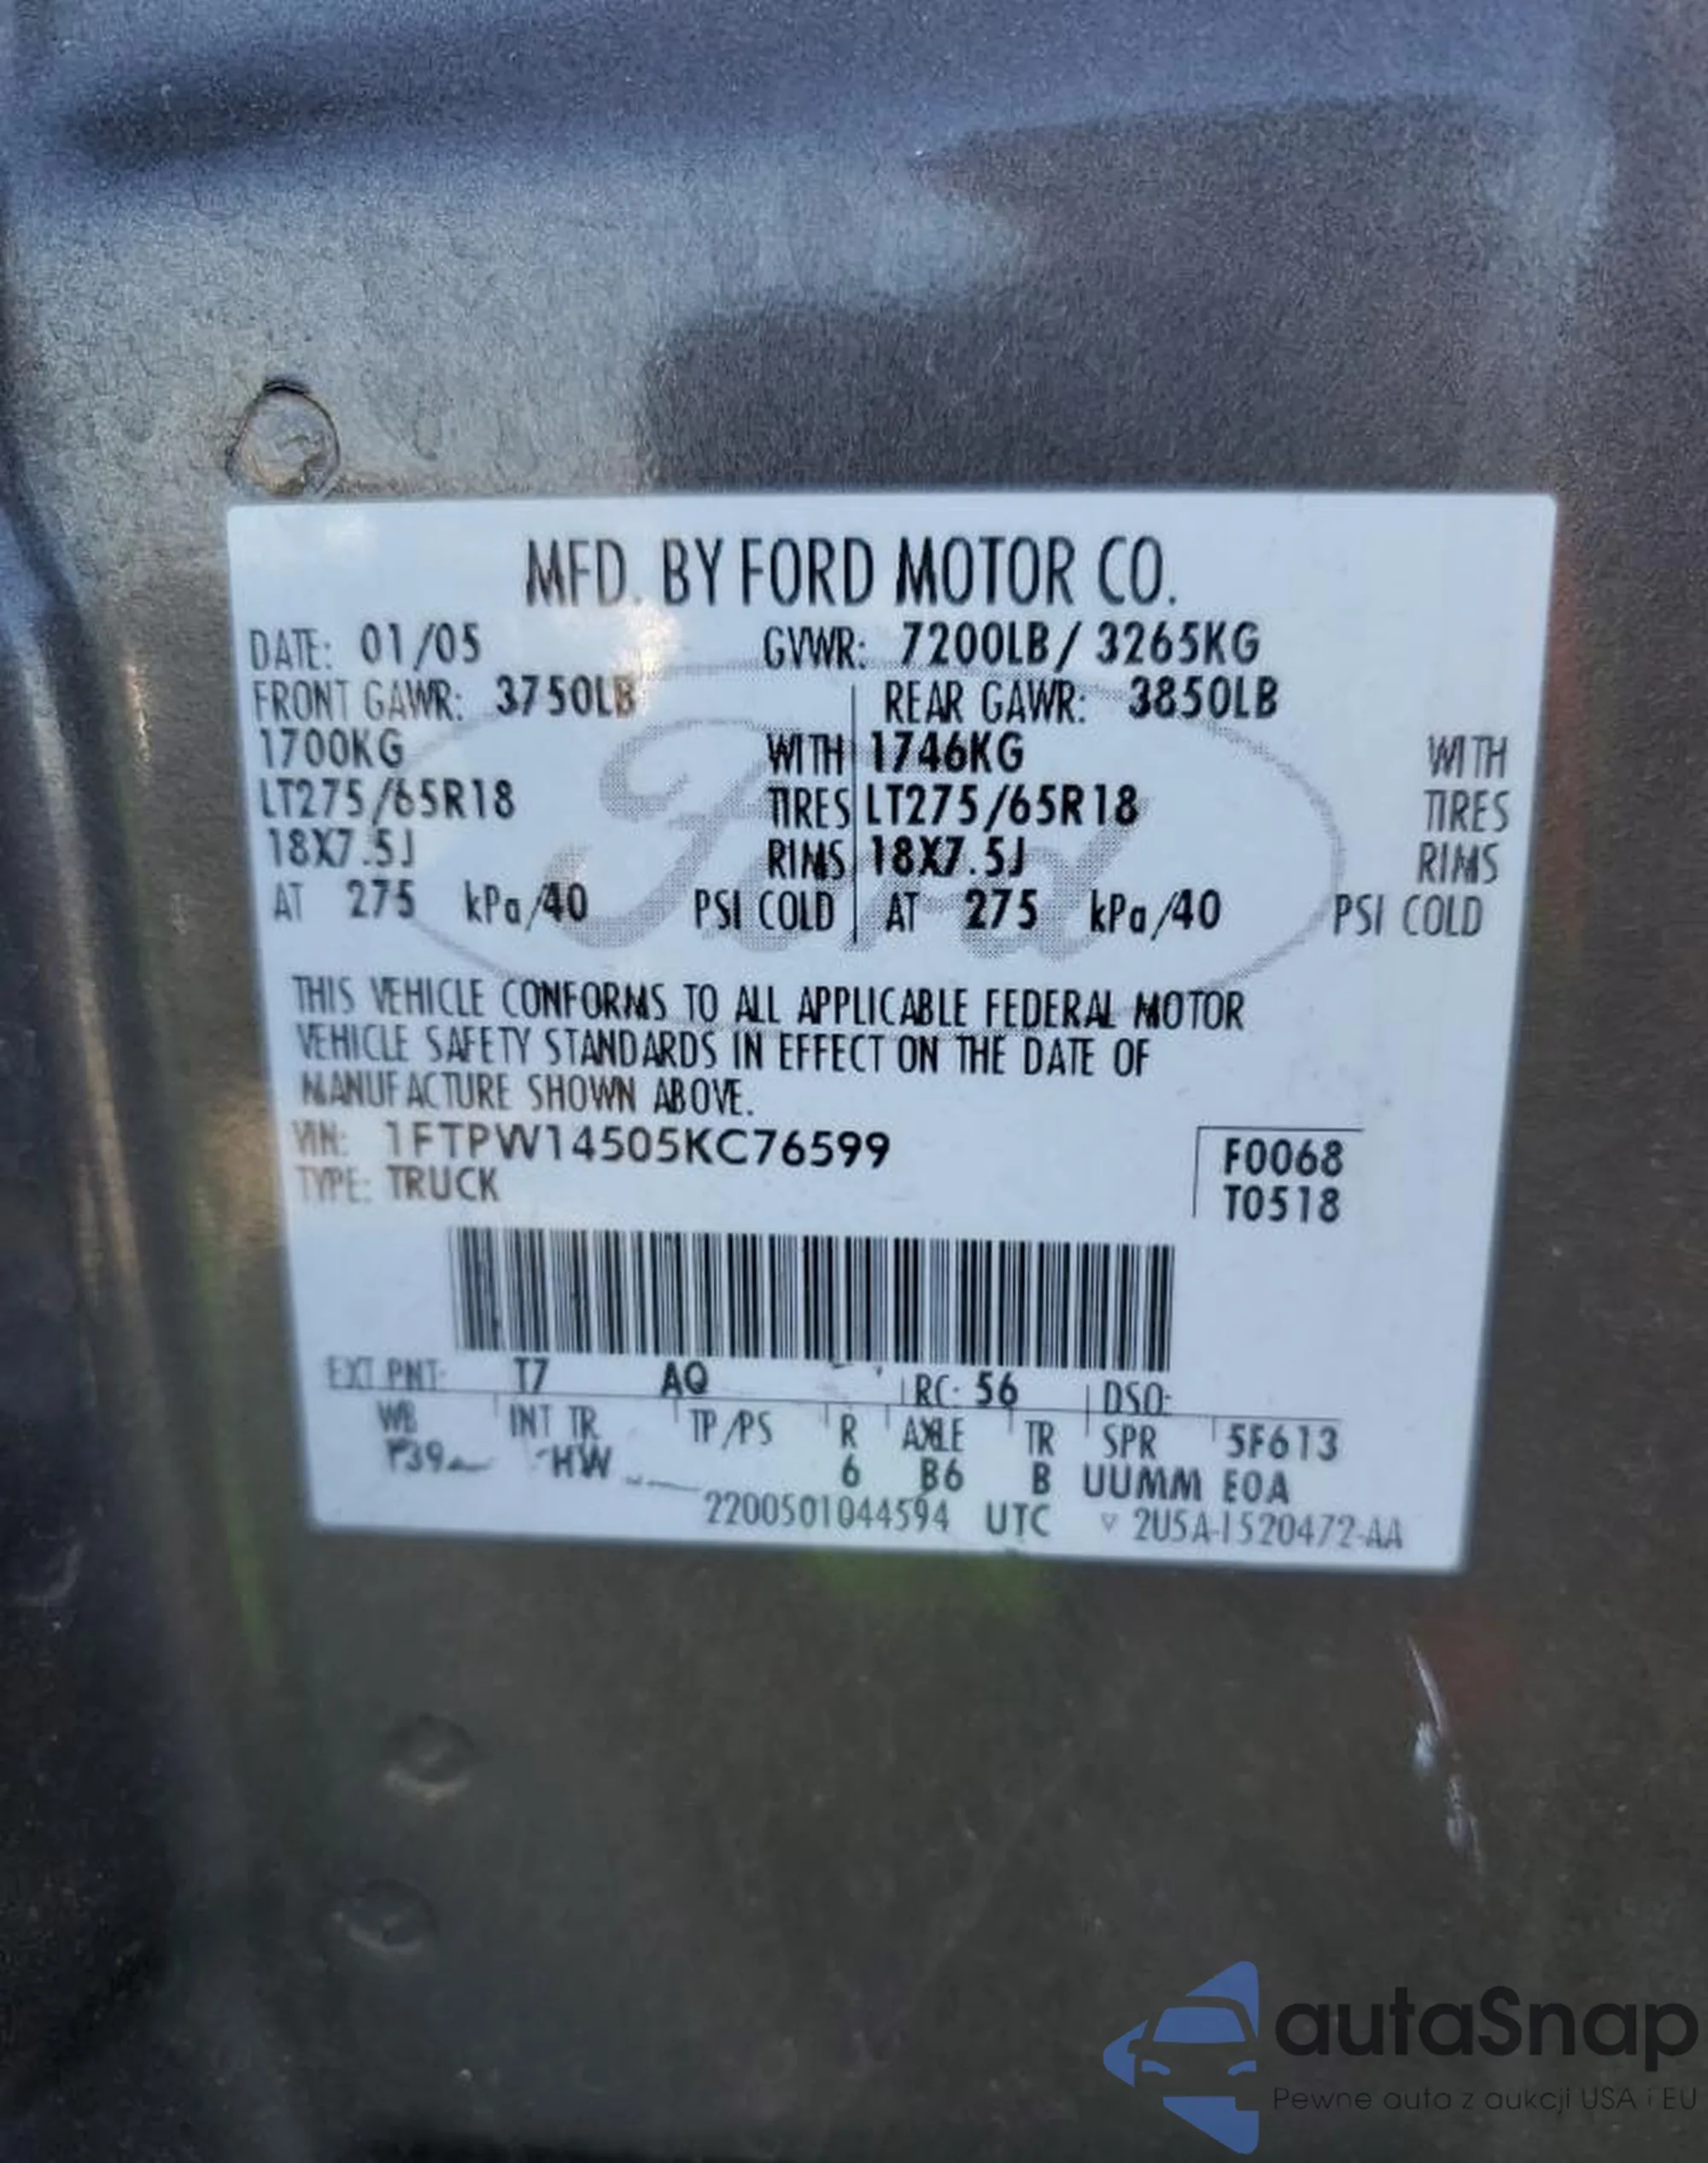 MFD. BY FORD MOTOR CO.
DATE: 01/05 GVWR: 7200LB/ 3265KG
FRONT GAWR: 3750LB REAR GAWR: 3850LB
1700KG WITH 1746KG WITH
LT275/65R18 TIRES LT275/65R18 TIRES
18X7.5J RIMS 18X7.5J RIMS
AT 275 kPa/40 PSI COLD AT 275 kPa/40 PSI COLD
THIS VEHICLE CONFORMS TO ALL APPLICABLE FEDERAL MOTOR
VEHICLE SAFETY STANDARDS IN EFFECT ON THE DATE OF
MANUFACTURE SHOWN ABOVE.
VIN: 1FTPW14505KC76599
TYPE: TRUCK
F0068
T0518
EXT PNT: T7 AQ RC: 56 DSO:
WB INT TR TP/PS R AXLE TR SPR 5F613
HW 6 B6 B UUMM E0A
2200501044594 UTC ▽ 2U5A-1520472-AA
Ford
autaSnap
Pewne auta z aukcji USA i EU